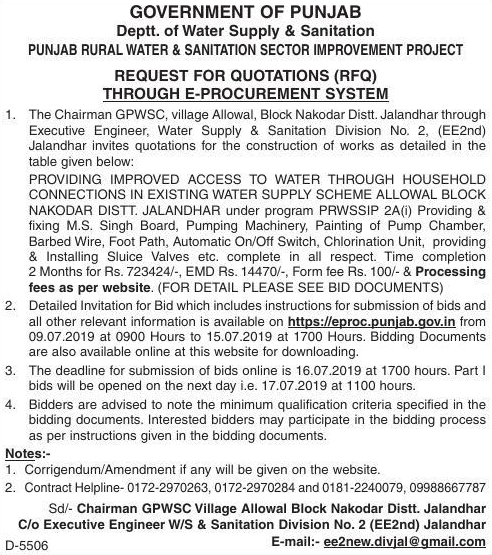 GOVERNMENT OF PUNJAB
Deptt. of Water Supply & Sanitation
PUNJAB RURAL WATER & SANITATION SECTOR IMPROVEMENT PROJECT
REQUEST FOR QUOTATIONS (RFQ)
THROUGH E-PROCUREMENT SYSTEM
1. The Chairman GPWSC, village Allowal, Block Nakodar Distt. Jalandhar through
Executive Engineer, Water Supply & Sanitation Division No. 2, (EE2nd)
Jalandhar invites quotations for the construction of works as detailed in the
table given below:
PROVIDING IMPROVED ACCESS TO WATER THROUGH HOUSEHOLD
CONNECTIONS IN EXISTING WATER SUPPLY SCHEME ALLOWAL BLOCK
NAKODAR DISTT. JALANDHAR under program PRWSSIP 2A(i) Providing &
fixing M.S. Singh Board, Pumping Machinery, Painting of Pump Chamber,
Barbed Wire, Foot Path, Automatic On/Off Switch, Chlorination Unit, providing
& Installing Sluice Valves etc. complete in all respect. Time completion
2 Months for Rs. 723424/-, EMD Rs. 14470/-, Form fee Rs. 100/- & Processing
fees as per website. (FOR DETAIL PLEASE SEE BID DOCUMENTS)
2. Detailed Invitation for Bid which includes instructions for submission of bids and
all other relevant information is available on https://eproc.punjab.gov.in from
09.07.2019 at 0900 Hours to 15.07.2019 at 1700 Hours. Bidding Documents
are also available online at this website for downloading.
3. The deadline for submission of bids online is 16.07.2019 at 1700 hours. Part I
bids will be opened on the next day i.e. 17.07.2019 at 1100 hours.
4. Bidders are advised to note the minimum qualification criteria specified in the
bidding documents. Interested bidders may participate in the bidding process
as per instructions given in the bidding documents.
Notes:-
1. Corrigendum/Amendment if any will be given on the website.
2. Contract Helpline- 0172-2970263, 0172-2970284 and 0181-2240079, 09988667787
Sd/- Chairman GPWSC Village Allowal Block Nakodar Distt. Jalandhar
C/o Executive Engineer W/S & Sanitation Division No. 2 (EE2nd) Jalandhar
D-5506 E-mail:- ee2new.divjal@gmail.com